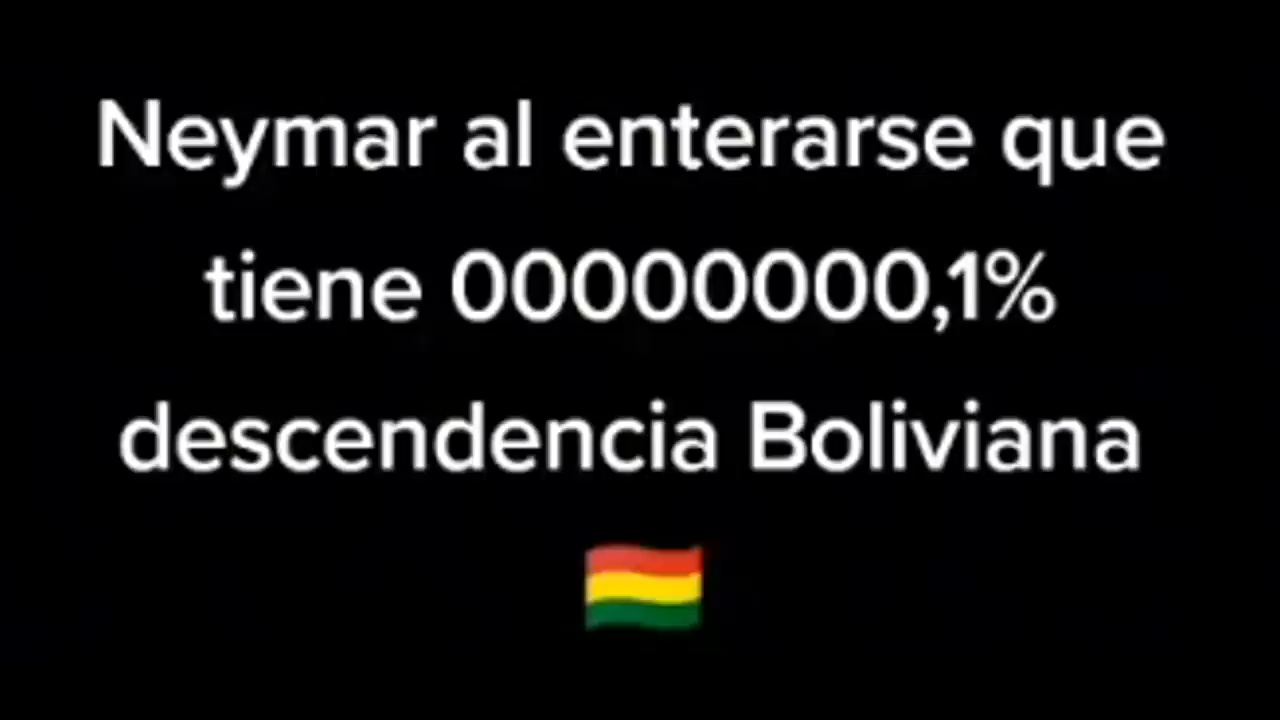 Neymar al enterarse que
tiene 00000000,1%
descendencia Boliviana
🇧🇴